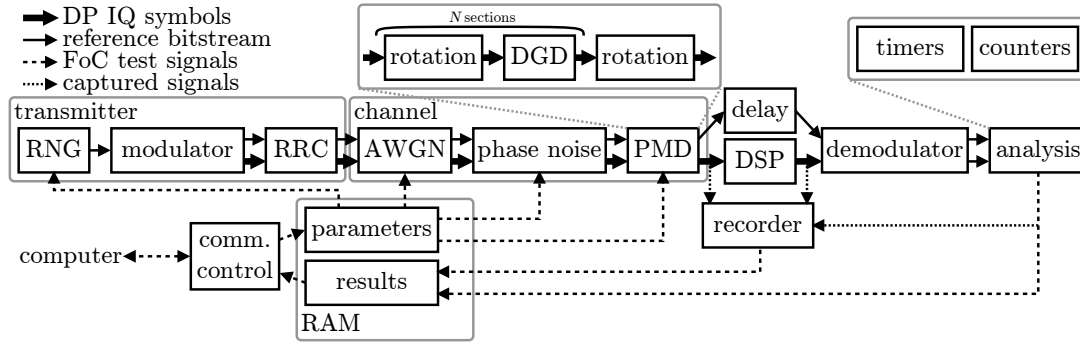 DP IQ symbols
reference bitstream
FoC test signals
captured signals
N sections
rotation
DGD
rotation
timers
counters
transmitter
channel
delay
RNG
modulator
RRC
AWGN
phase noise
PMD
DSP
demodulator
analysis
parameters
recorder
comm.
control
computer
results
RAM